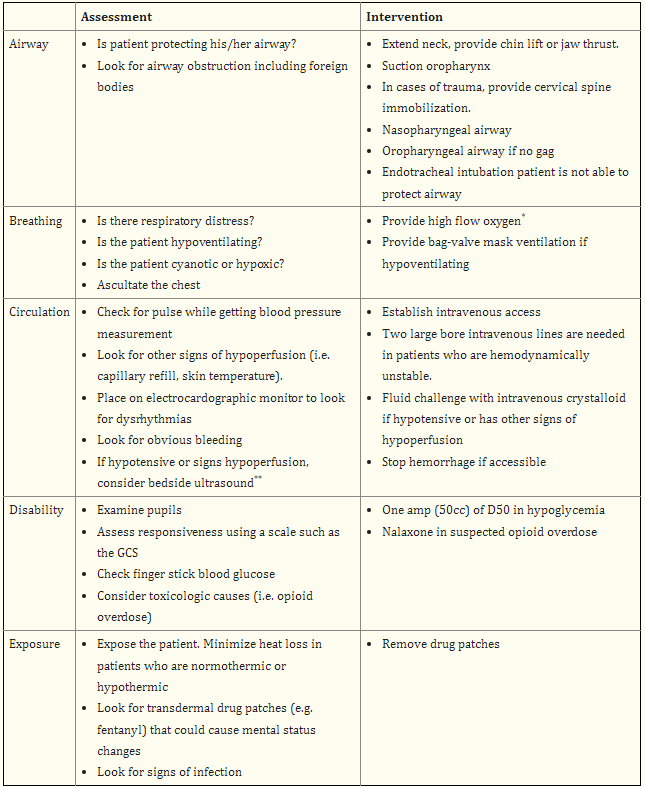 Assessment
Intervention
Airway
• Is patient protecting his/her airway?
• Look for airway obstruction including foreign
bodies
• Extend neck, provide chin lift or jaw thrust.
• Suction oropharynx
• In cases of trauma, provide cervical spine
immobilization.
• Nasopharyngeal airway
• Oropharyngeal airway if no gag
• Endotracheal intubation patient is not able to
protect airway
Breathing
• Is there respiratory distress?
• Is the patient hypoventilating?
• Is the patient cyanotic or hypoxic?
• Ascultate the chest
• Provide high flow oxygen*
• Provide bag-valve mask ventilation if
hypoventilating
Circulation
• Check for pulse while getting blood pressure
measurement
• Look for other signs of hypoperfusion (i.e.
capillary refill, skin temperature).
• Place on electrocardiographic monitor to look
for dysrhythmias
• Look for obvious bleeding
• If hypotensive or signs hypoperfusion,
consider bedside ultrasound**
• Establish intravenous access
• Two large bore intravenous lines are needed
in patients who are hemodynamically
unstable.
• Fluid challenge with intravenous crystalloid
if hypotensive or has other signs of
hypoperfusion
• Stop hemorrhage if accessible
Disability
• Examine pupils
• Assess responsiveness using a scale such as
the GCS
• Check finger stick blood glucose
• Consider toxicologic causes (i.e. opioid
overdose)
• One amp (50cc) of D50 in hypoglycemia
• Nalaxone in suspected opioid overdose
Exposure
• Expose the patient. Minimize heat loss in
patients who are normothermic or
hypothermic
• Look for transdermal drug patches (e.g.
fentanyl) that could cause mental status
changes
• Look for signs of infection
• Remove drug patches